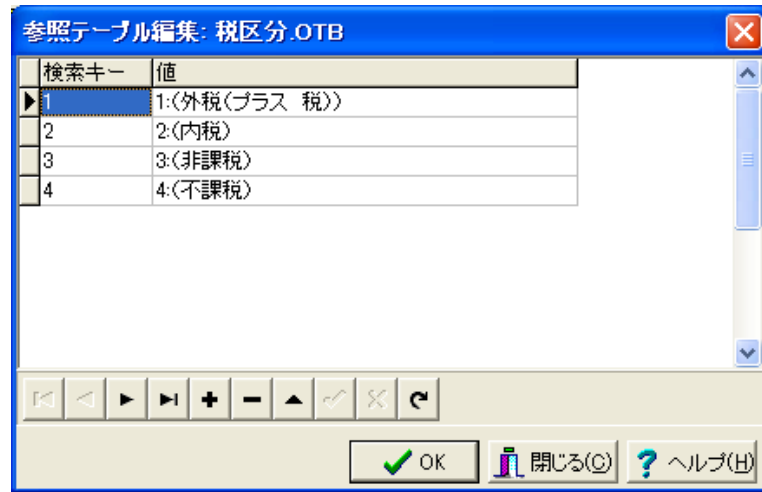 参照テーブル編集: 税区分.OTB
検索キー 値
1 1:(外税(プラス 税))
2 2:(内税)
3 3:(非課税)
4 4:(不課税)
OK 閉じる(C) ヘルプ(H)